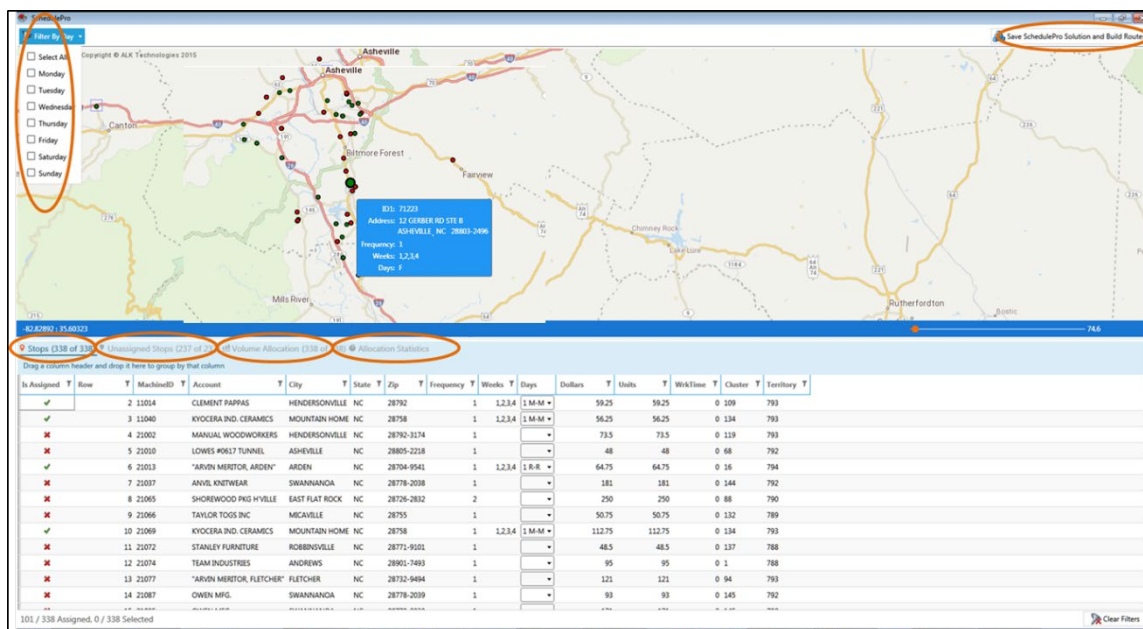 SchedulePro
Filter By Day
Save SchedulePro Solution and Build Route
Select All
Copyright © ALK Technologies 2015
Monday
Tuesday
Wednesday
Thursday
Friday
Saturday
Sunday
Asheville
Asheville
Canton
Biltmore Forest
Fairview
Chimney Rock
Lake Lure
Mills River
Rutherfordton
Bostic
ID1: 71223
Address: 12 GERBER RD STE B
ASHEVILLE, NC 28803-2496
Frequency: 1
Weeks: 1,2,3,4
Days: F
-82.82892 : 35.60323
74.6
Stops (338 of 338) Unassigned Stops (237 of 23 Volume Allocation (338 of 338) Allocation Statistics
Drag a column header and drop it here to group by that column
Is Assigned Row MachineID Account City State Zip Frequency Weeks Days Dollars Units WrkTime Cluster Territory
2 11014 CLEMENT PAPPAS HENDERSONVILLE NC 28792 1 1,2,3,4 1 M-M 59.25 59.25 0 109 793
3 11040 KYOCERA IND. CERAMICS MOUNTAIN HOME NC 28758 1 1,2,3,4 1 M-M 56.25 56.25 0 134 793
4 21002 MANUAL WOODWORKERS HENDERSONVILLE NC 28792-3174 1 73.5 73.5 0 119 793
5 21010 LOWES #0617 TUNNEL ASHEVILLE NC 28805-2218 1 48 48 0 68 792
6 21013 "ARVIN MERITOR, ARDEN" ARDEN NC 28704-9541 1 1,2,3,4 1 R-R 64.75 64.75 0 16 794
7 21037 ANVIL KNITWEAR SWANNANOA NC 28778-2038 1 181 181 0 144 792
8 21065 SHOREWOOD PKG H'VILLE EAST FLAT ROCK NC 28726-2832 2 250 250 0 88 790
9 21066 TAYLOR TOGS INC MICAVILLE NC 28755 1 50.75 50.75 0 132 789
10 21069 KYOCERA IND. CERAMICS MOUNTAIN HOME NC 28758 1 1,2,3,4 1 M-M 112.75 112.75 0 134 793
11 21072 STANLEY FURNITURE ROBBINSVILLE NC 28771-9101 1 48.5 48.5 0 137 788
12 21074 TEAM INDUSTRIES ANDREWS NC 28901-7493 1 95 95 0 1 788
13 21077 "ARVIN MERITOR, FLETCHER" FLETCHER NC 28732-9494 1 121 121 0 94 793
14 21087 OWEN MFG. SWANNANOA NC 28778-2039 1 93 93 0 145 792
101 / 338 Assigned, 0 / 338 Selected
Clear Filters